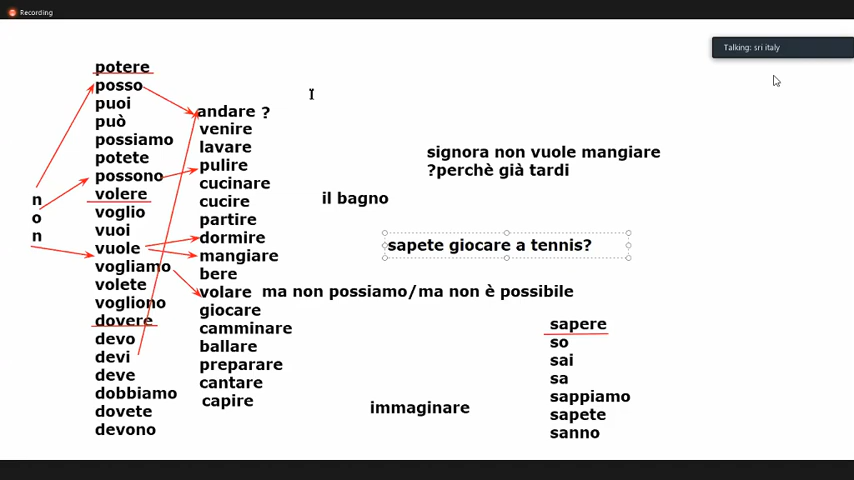 Recording
Talking: sri italy
potere
posso
puoi
può
possiamo
potete
possono
volere
voglio
vuoi
vuole
vogliamo
volete
vogliono
dovere
devo
devi
deve
dobbiamo
dovete
devono
n
o
n
andare ?
venire
lavare
pulire
cucinare
cucire
partire
dormire
mangiare
bere
volare ma non possiamo/ma non è possibile
giocare
camminare
ballare
preparare
cantare
capire
il bagno
signora non vuole mangiare
?perchè già tardi
sapete giocare a tennis?
immaginare
sapere
so
sai
sa
sappiamo
sapete
sanno